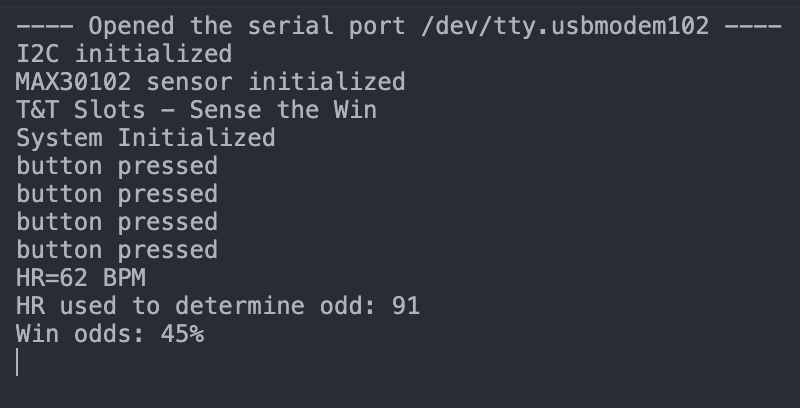 ---- Opened the serial port /dev/tty.usbmodem102 ----
I2C initialized
MAX30102 sensor initialized
T&T Slots - Sense the Win
System Initialized
button pressed
button pressed
button pressed
button pressed
HR=62 BPM
HR used to determine odd: 91
Win odds: 45%